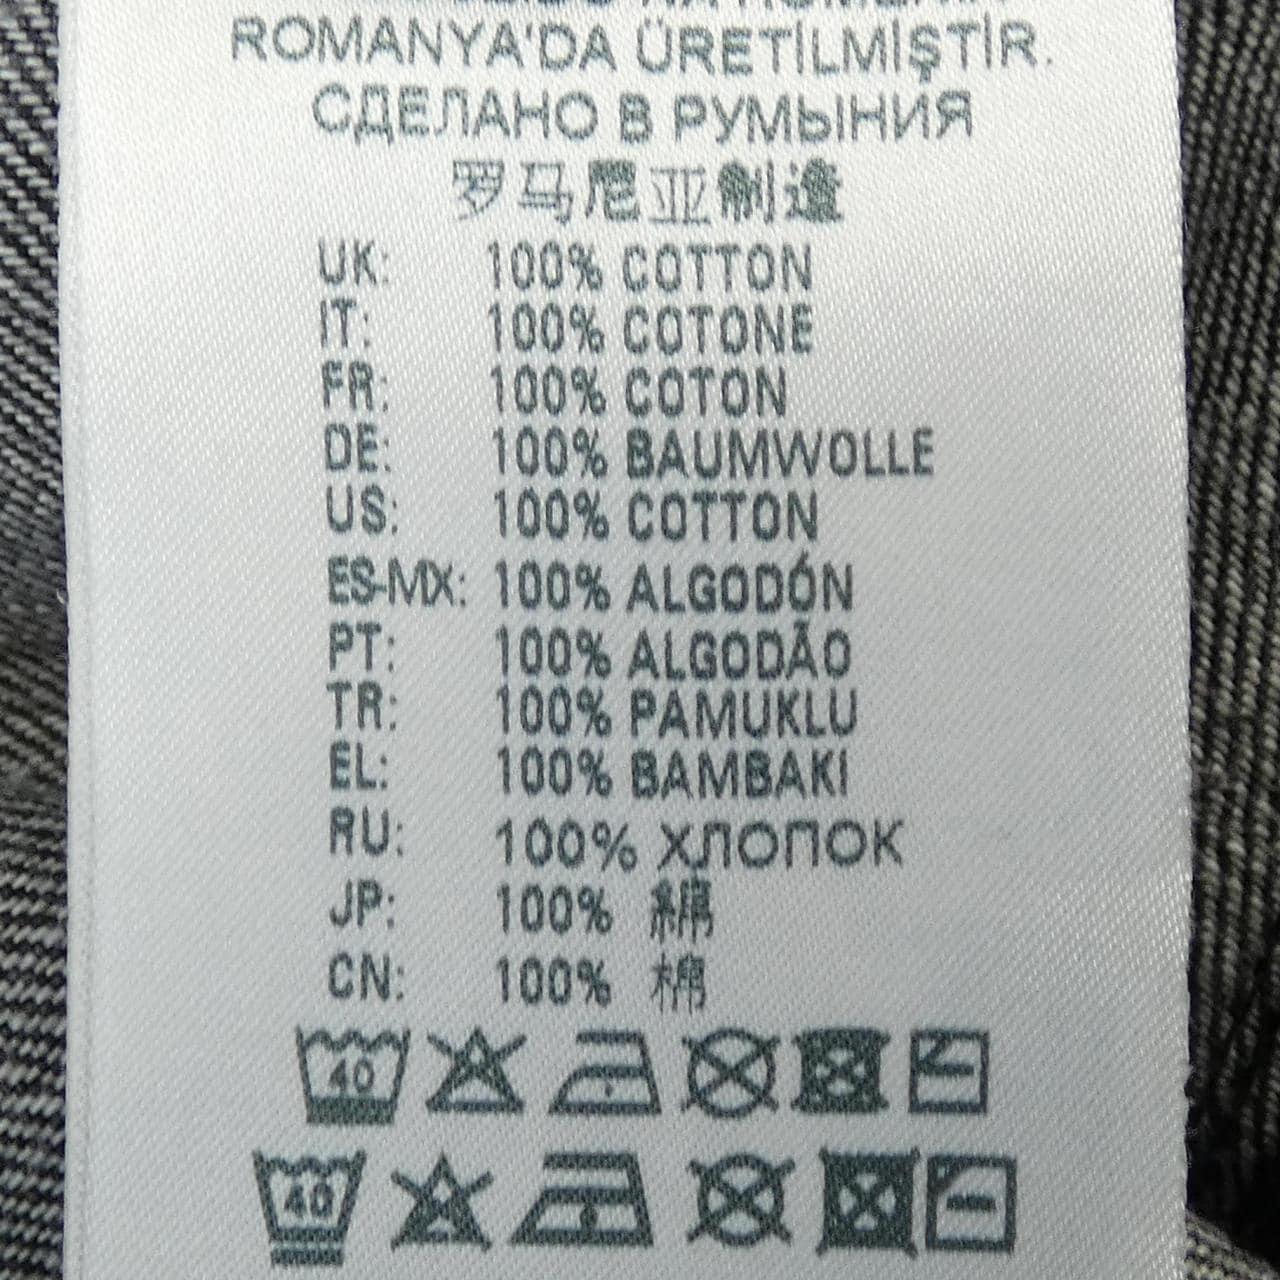 ROMANYA'DA ÜRETİLMİŞTİR.
СДЕЛАНО В РУМЫНИЯ
罗马尼亚制造
UK: 100% COTTON
IT: 100% COTONE
FR: 100% COTON
DE: 100% BAUMWOLLE
US: 100% COTTON
ES-MX: 100% ALGODÓN
PT: 100% ALGODÃO
TR: 100% PAMUKLU
EL: 100% BAMBAKI
RU: 100% ХЛОПОК
JP: 100% 綿
CN: 100% 棉
40
40